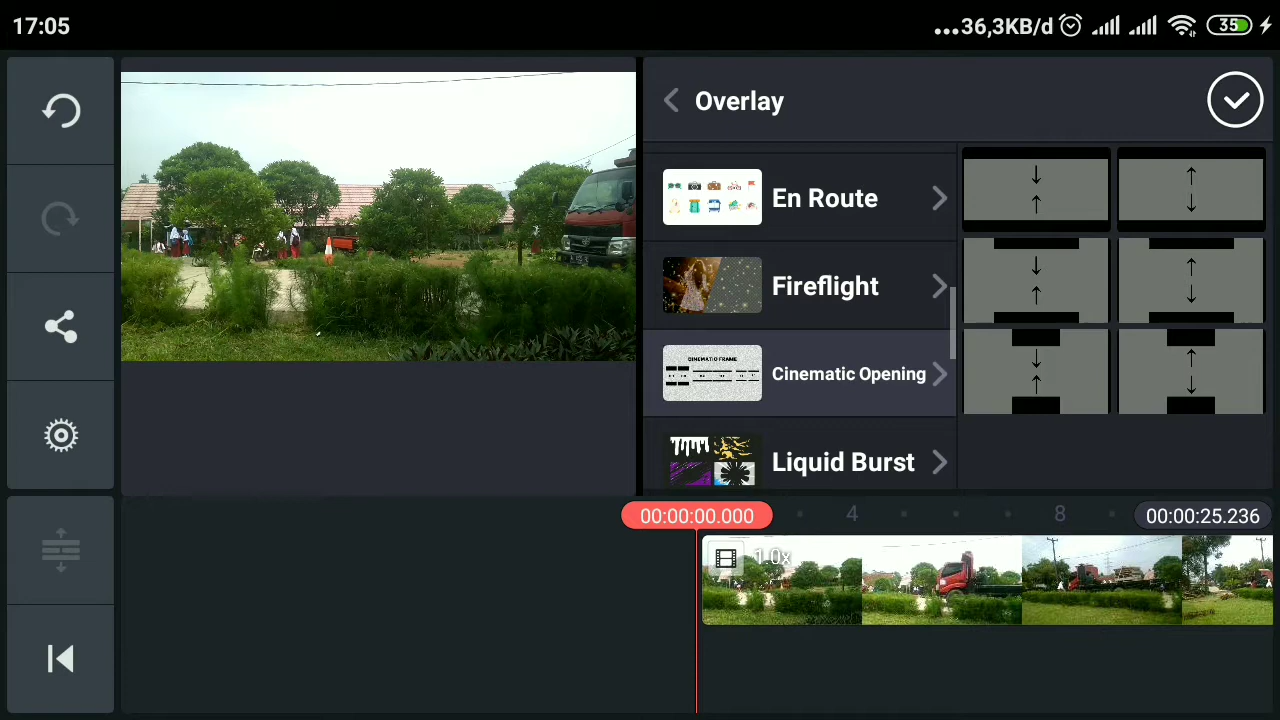 17:05
...36,3KB/d
35
Overlay
En Route
Fireflight
CINEMATIC FRAME
Cinematic Opening
Liquid Burst
00:00:00.000
4
8
00:00:25.236
1.0x